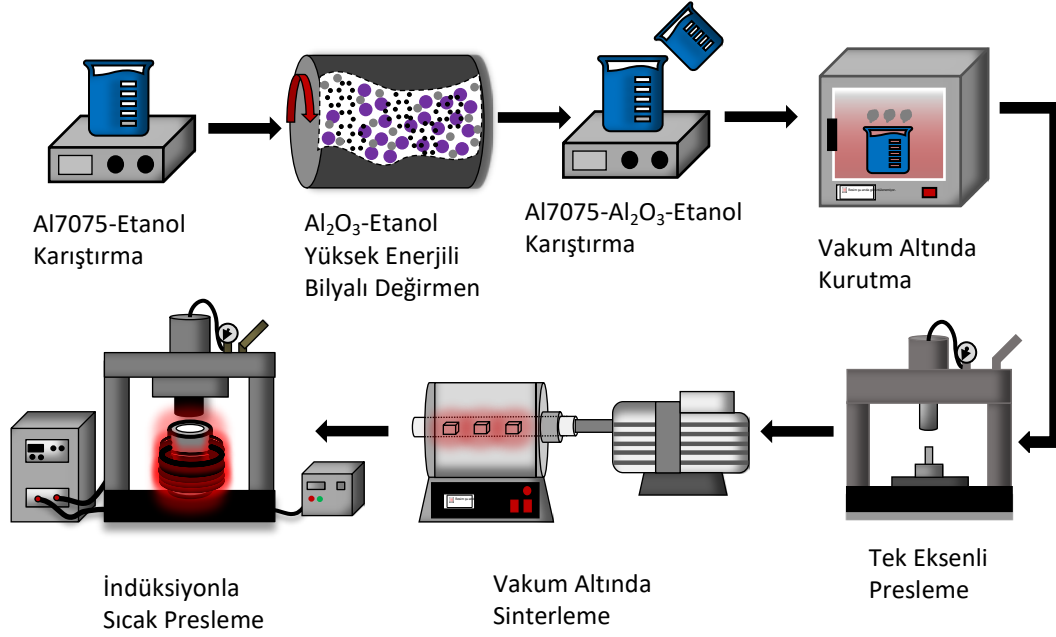 Al7075-Etanol
Karıştırma
Al₂O₃-Etanol
Yüksek Enerjili
Bilyalı Değirmen
Al7075-Al₂O₃-Etanol
Karıştırma
Vakum Altında
Kurutma
Tek Eksenli
Presleme
Vakum Altında
Sinterleme
İndüksiyonla
Sıcak Presleme